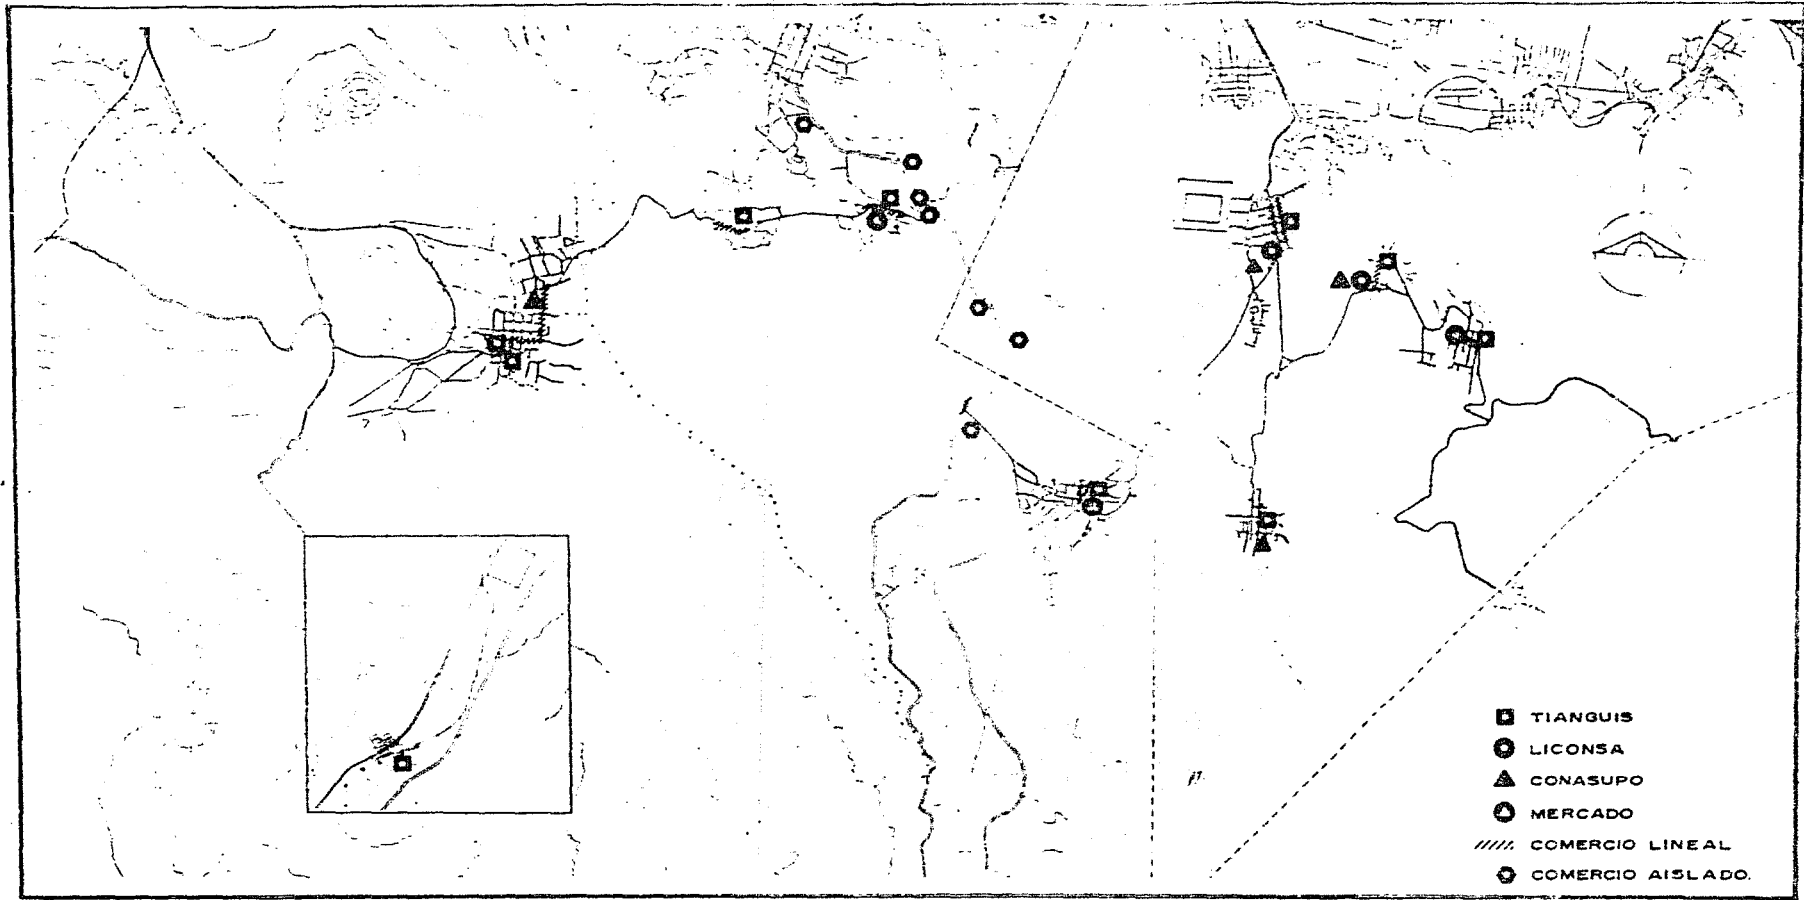 TIANGUIS
LICONSA
CONASUPO
MERCADO
COMERCIO LINEAL
COMERCIO AISLADO.